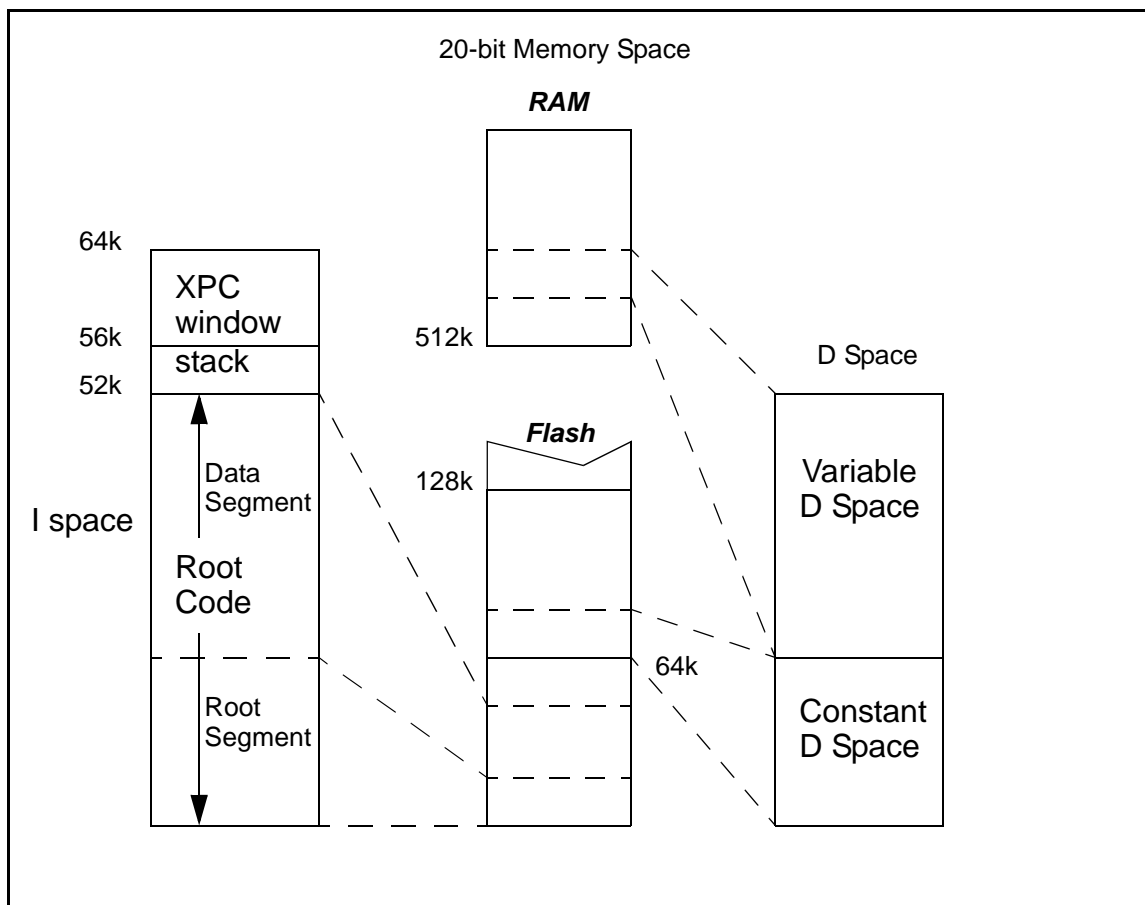 20-bit Memory Space
RAM
64k
XPC
window
56k
stack
52k
512k
D Space
Flash
128k
Data
Segment
I space
Root
Code
Root
Segment
64k
Variable
D Space
Constant
D Space